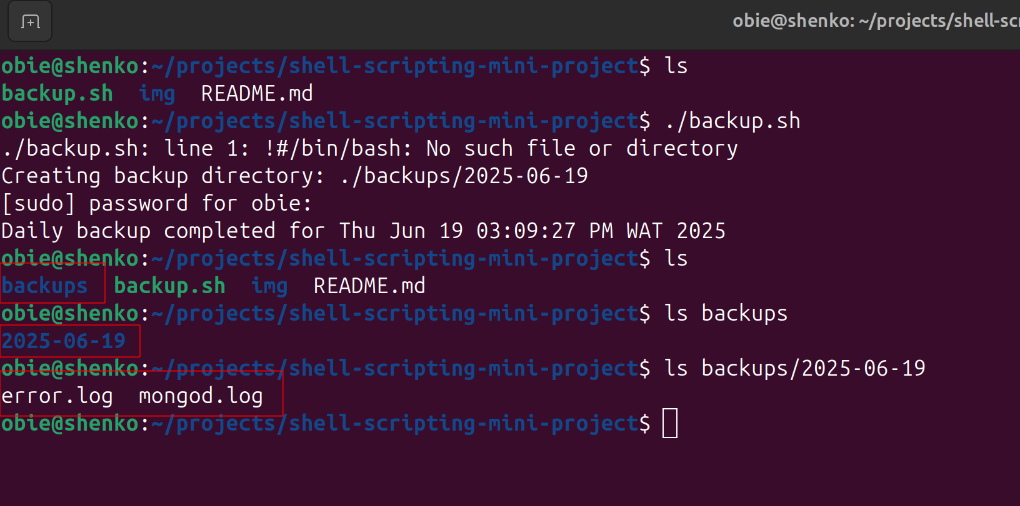 obie@shenko: ~/projects/shell-scr
obie@shenko:~/projects/shell-scripting-mini-project$ ls
backup.sh  img  README.md
obie@shenko:~/projects/shell-scripting-mini-project$ ./backup.sh
./backup.sh: line 1: !#/bin/bash: No such file or directory
Creating backup directory: ./backups/2025-06-19
[sudo] password for obie:
Daily backup completed for Thu Jun 19 03:09:27 PM WAT 2025
obie@shenko:~/projects/shell-scripting-mini-project$ ls
backups  backup.sh  img  README.md
obie@shenko:~/projects/shell-scripting-mini-project$ ls backups
2025-06-19
obie@shenko:~/projects/shell-scripting-mini-project$ ls backups/2025-06-19
error.log  mongod.log
obie@shenko:~/projects/shell-scripting-mini-project$